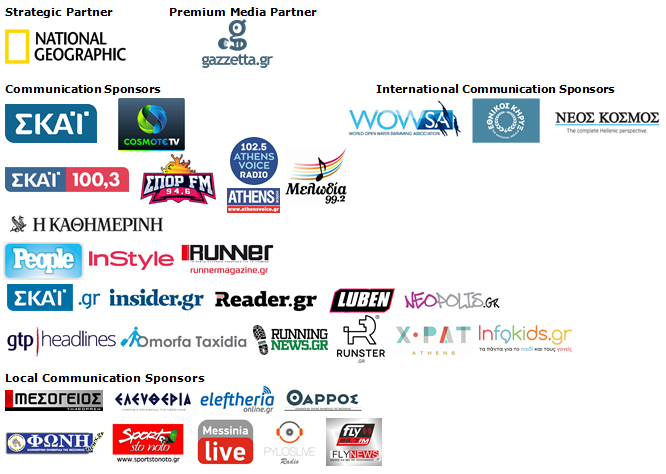 Strategic Partner
Premium Media Partner
NATIONAL
GEOGRAPHIC
gazzetta.gr
Communication Sponsors
International Communication Sponsors
ΣΚΑΪ
COSMOTE TV
WOWSA
WORLD OPEN WATER SWIMMING ASSOCIATION
ΕΘΝΙΚΟΣ ΚΗΡΥΞ
ΝΕΟΣ ΚΟΣΜΟΣ
The complete Hellenic perspective.
ΣΚΑΪ 100,3
ΣΠΟΡ FM
94,6
102.5
ATHENS
VOICE
RADIO
ATHENS
www.athensvoice.gr
Μελωδία
99.2
Η ΚΑΘΗΜΕΡΙΝΗ
People
InStyle
RUNNER
runnermagazine.gr
ΣΚΑΪ .gr
insider.gr
Reader.gr
LUBEN
NEOPOLIS.GR
gtp headlines
Omorfa Taxidia
RUNNING
NEWS.GR
RUNSTER
.GR
X·PAT
ATHENS
Infokids.gr
τα πάντα για το παιδί και τους γονείς
Local Communication Sponsors
ΜΕΣΟΓΕΙΟΣ
ΕΛΕΥΘΕΡΙΑ
eleftheria
online.gr
ΘΑΡΡΟΣ
ΦΩΝΗ
Sport
sto noto
www.sportstonoto.gr
Messinia
live
PYLOSLIVE
Radio
fly
FLYNEWS